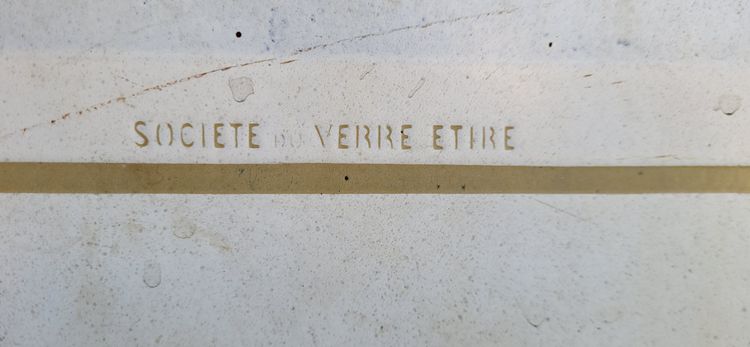 SOCIETE DU VERRE ETIRE